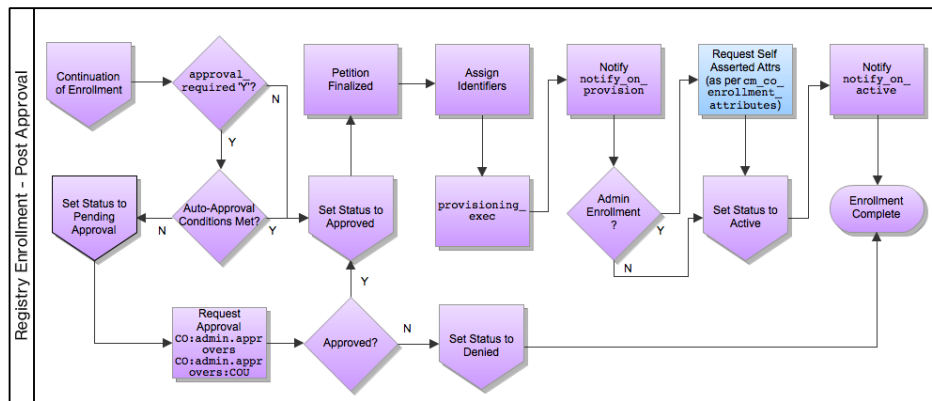 Registry Enrollment - Post Approval
Continuation
of Enrollment
approval_
required 'Y'?
N
Y
Petition
Finalized
Assign
Identifiers
Notify
notify_on_
provision
Request Self
Asserted Attrs
(as per cm_co_
enrollment_
attributes)
Notify
notify_on_
active
Set Status to
Pending
Approval
N
Auto-Approval
Conditions Met?
Y
Set Status to
Approved
provisioning_
exec
Admin
Enrollment
?
Y
N
Set Status to
Active
Enrollment
Complete
Y
Request
Approval
CO:admin.appr
overs
CO:admin.appr
overs:COU
Approved?
N
Set Status to
Denied